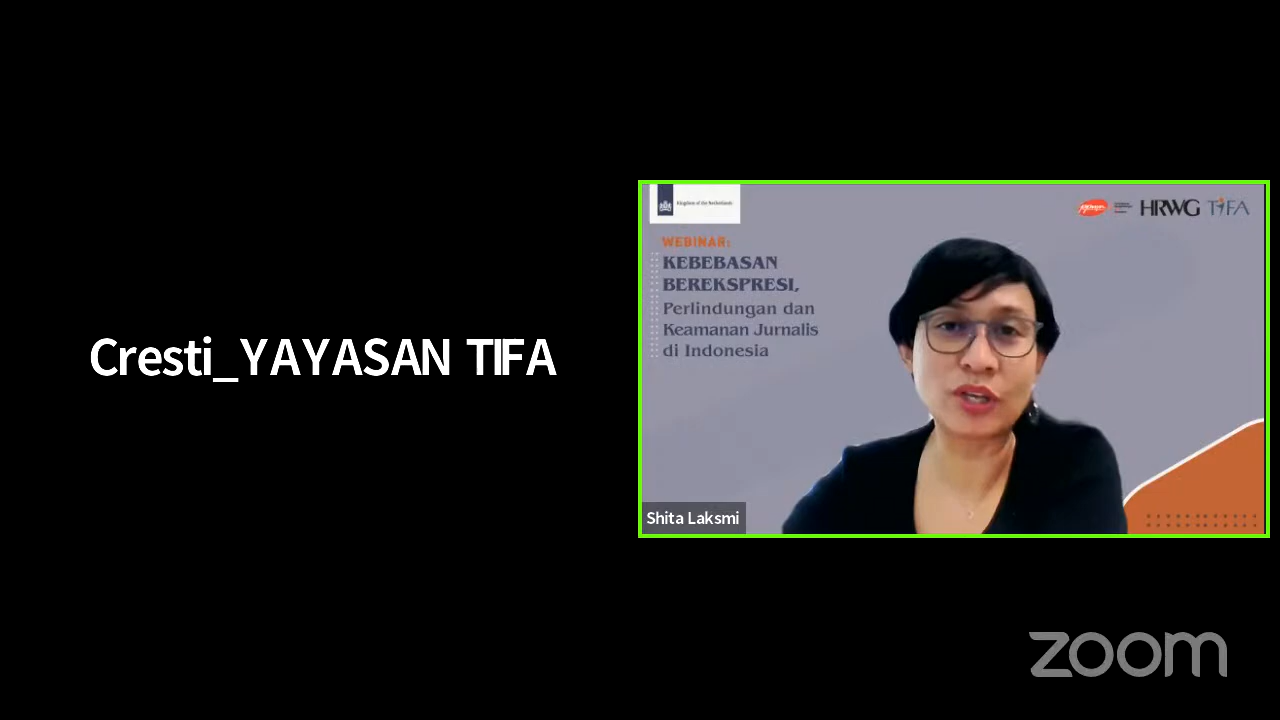 Cresti_YAYASAN TIFA
Kingdom of the Netherlands
HRWG TIFA
WEBINAR:
KEBEBASAN
BEREKSPRESI,
Perlindungan dan
Keamanan Jurnalis
di Indonesia
Shita Laksmi
zoom